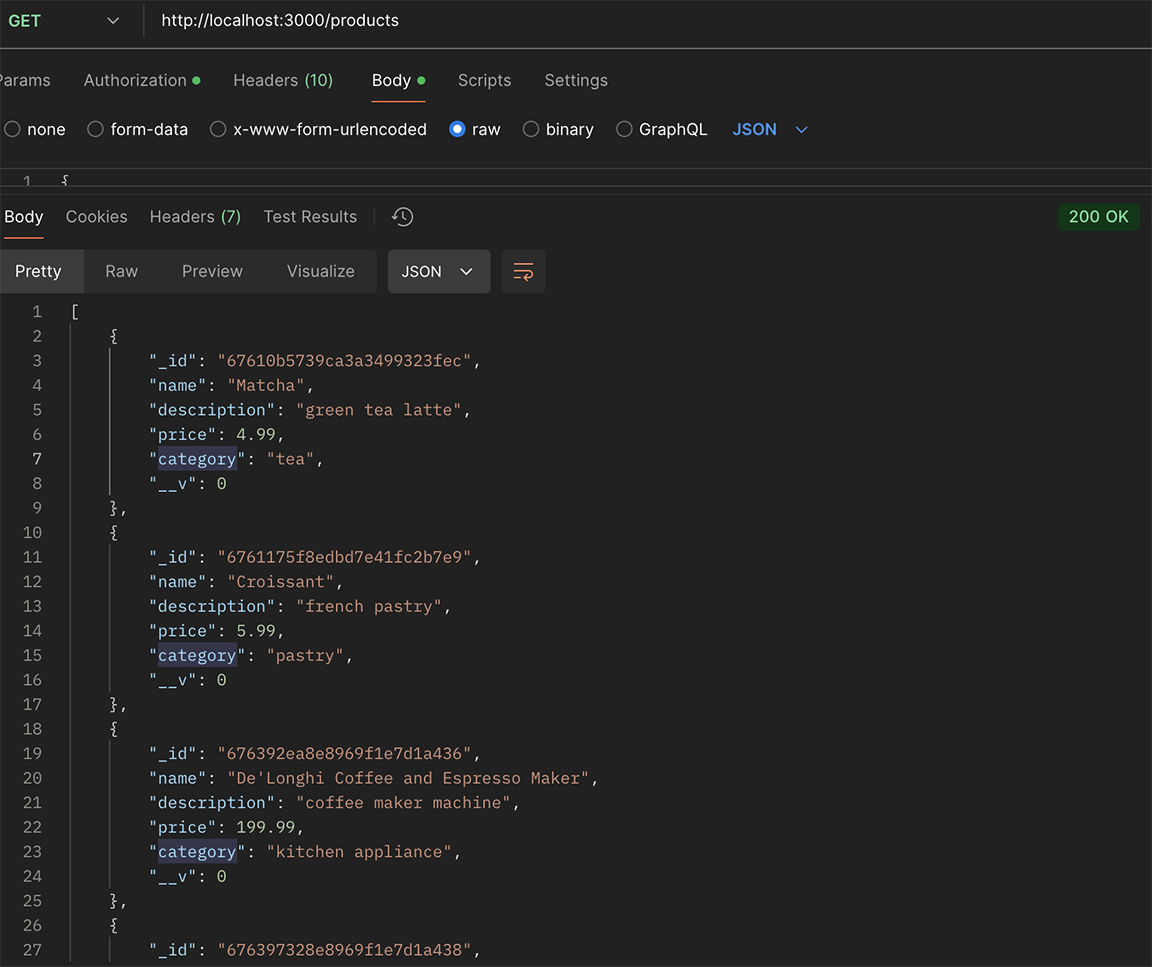 GET http://localhost:3000/products
Params Authorization Headers (10) Body Scripts Settings
none form-data x-www-form-urlencoded raw binary GraphQL JSON
1 {
Body Cookies Headers (7) Test Results 200 OK
Pretty Raw Preview Visualize JSON
1 [
2 {
3 "_id": "67610b5739ca3a3499323fec",
4 "name": "Matcha",
5 "description": "green tea latte",
6 "price": 4.99,
7 "category": "tea",
8 "__v": 0
9 },
10 {
11 "_id": "6761175f8edbd7e41fc2b7e9",
12 "name": "Croissant",
13 "description": "french pastry",
14 "price": 5.99,
15 "category": "pastry",
16 "__v": 0
17 },
18 {
19 "_id": "676392ea8e8969f1e7d1a436",
20 "name": "De'Longhi Coffee and Espresso Maker",
21 "description": "coffee maker machine",
22 "price": 199.99,
23 "category": "kitchen appliance",
24 "__v": 0
25 },
26 {
27 "_id": "676397328e8969f1e7d1a438",